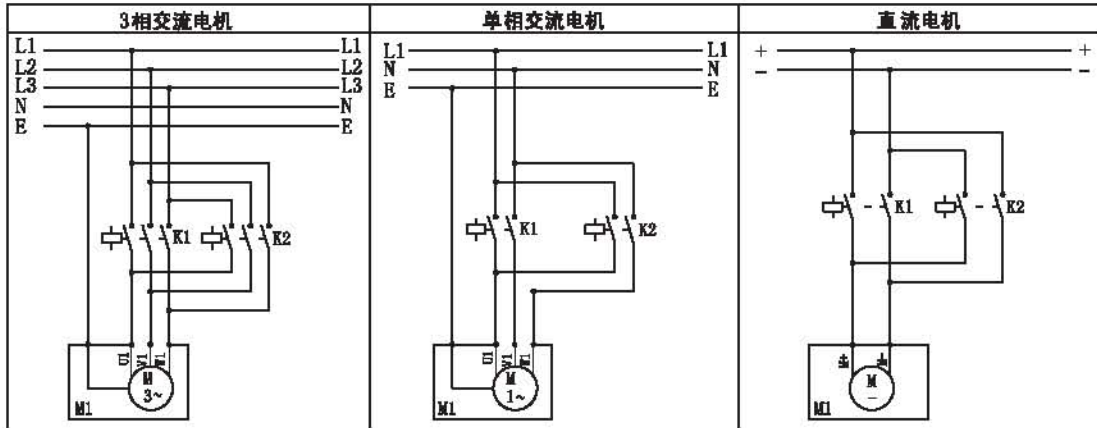 3相交流电机
L1 L1
L2 L2
L3 L3
N N
E E
K1 K2
U1 V1 W1
M
3~
M1
单相交流电机
L1 L1
N N
E E
K1 K2
U1 V1 W1
M
1~
M1
直流电机
+ +
− −
K1 K2
M+ M-
M
−
M1